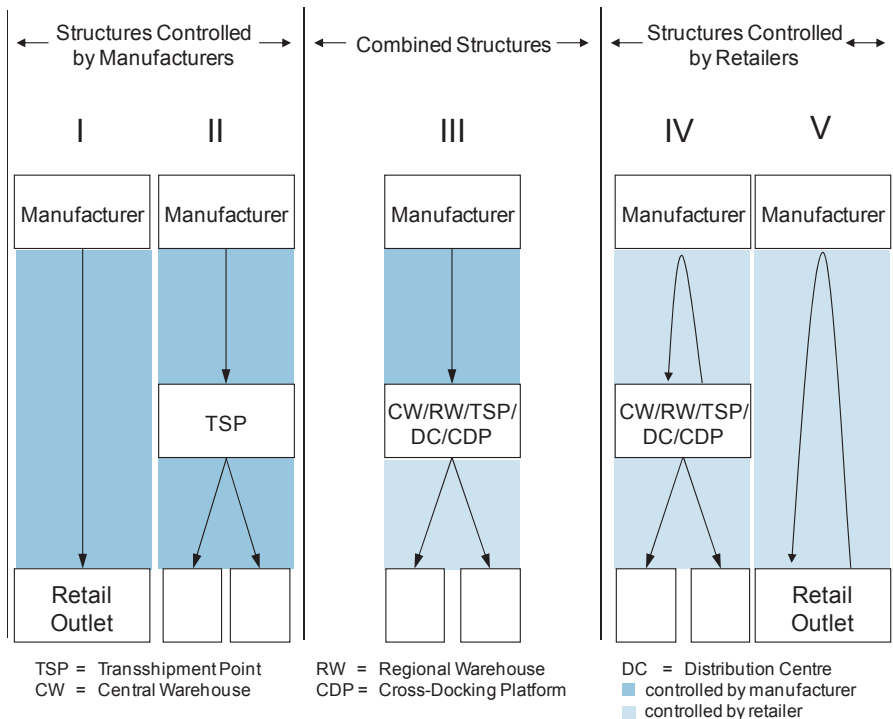 Structures Controlled
by Manufacturers
Combined Structures
Structures Controlled
by Retailers
I
II
III
IV
V
Manufacturer
Manufacturer
Manufacturer
Manufacturer
Manufacturer
TSP
CW/RW/TSP/
DC/CDP
CW/RW/TSP/
DC/CDP
Retail
Outlet
Retail
Outlet
TSP = Transshipment Point
CW = Central Warehouse
RW = Regional Warehouse
CDP = Cross-Docking Platform
DC = Distribution Centre
controlled by manufacturer
controlled by retailer